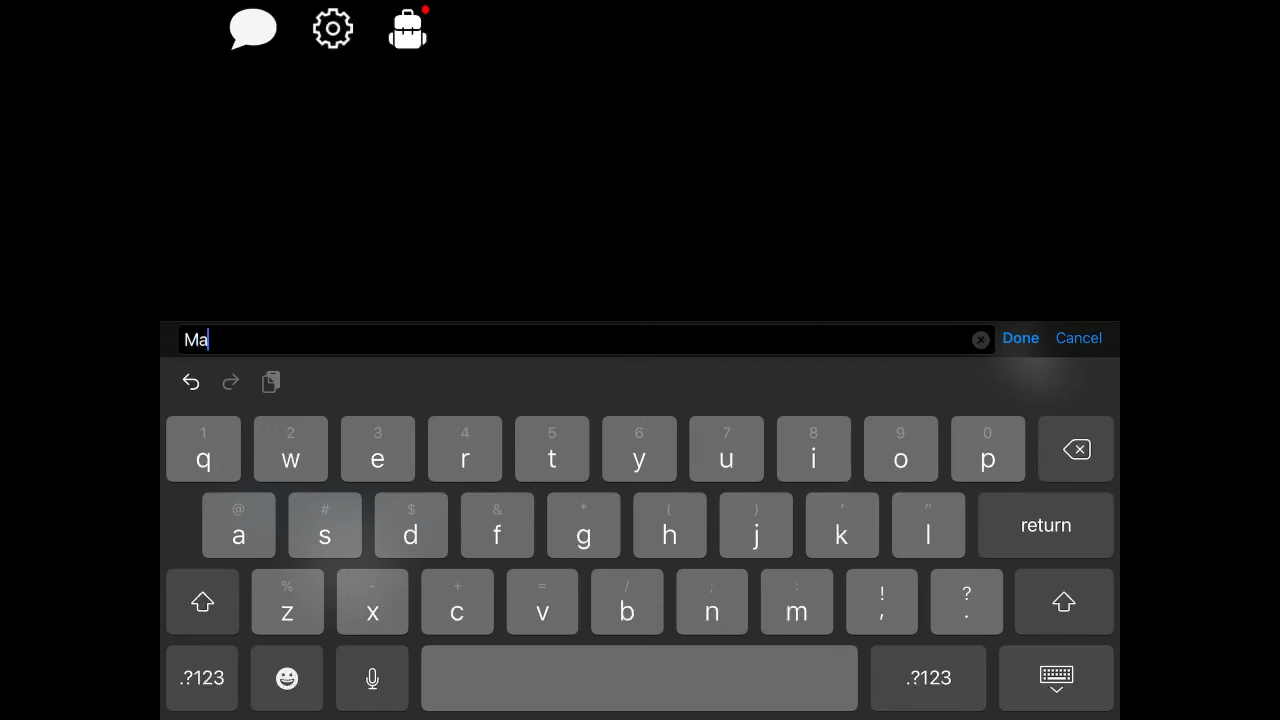 Ma
Done Cancel
1 2 3 4 5 6 7 8 9 0
q w e r t y u i o p
@ # $ & * ( ) ' "
a s d f g h j k l return
% - + = / ; : ! ?
z x c v b n m , .
.?123 .?123